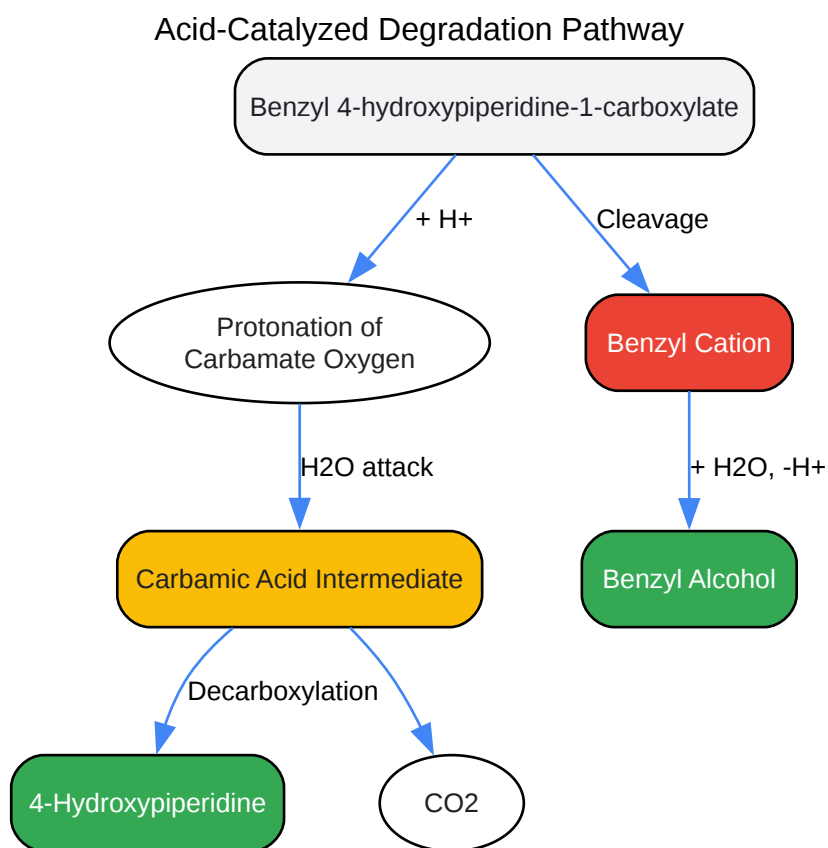 Acid-Catalyzed Degradation Pathway
Benzyl 4-hydroxypiperidine-1-carboxylate
+ H+
Cleavage
Protonation of
Carbamate Oxygen
Benzyl Cation
H2O attack
+ H2O, -H+
Carbamic Acid Intermediate
Benzyl Alcohol
Decarboxylation
4-Hydroxypiperidine
CO2